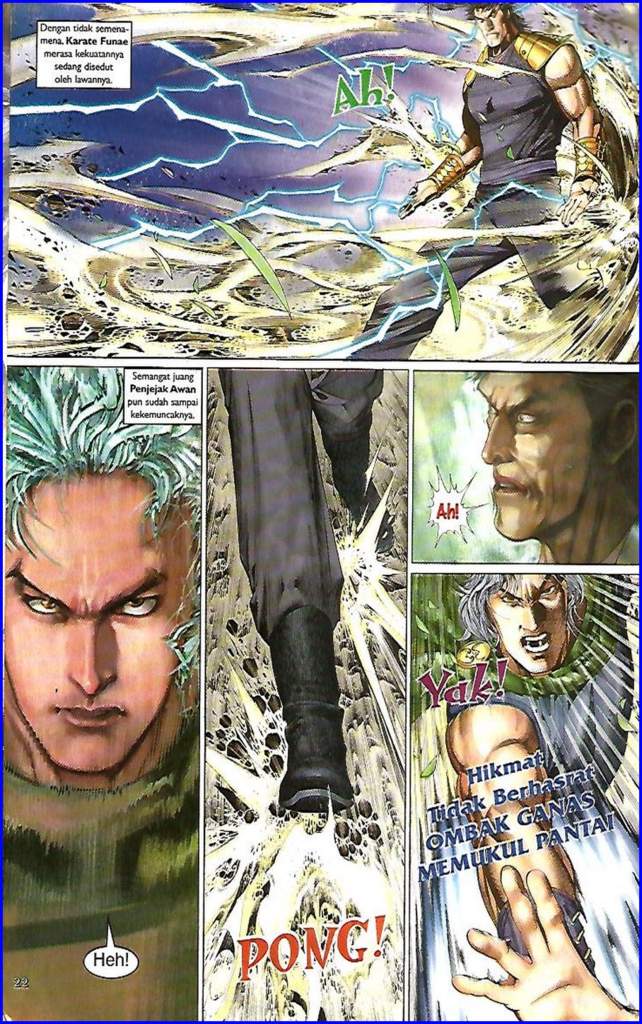 Dengan tidak semena-
mena, Karate Funae
merasa kekuatannya
sedang disedut
oleh lawannya.
Ah!
Semangat juang
Penjejak Awan
pun sudah sampai
kekemuncaknya.
Heh!
PONG!
Ah!
Yak!
Hikmat
Tidak Berhasrat
OMBAK GANAS
MEMUKUL PANTAI
22